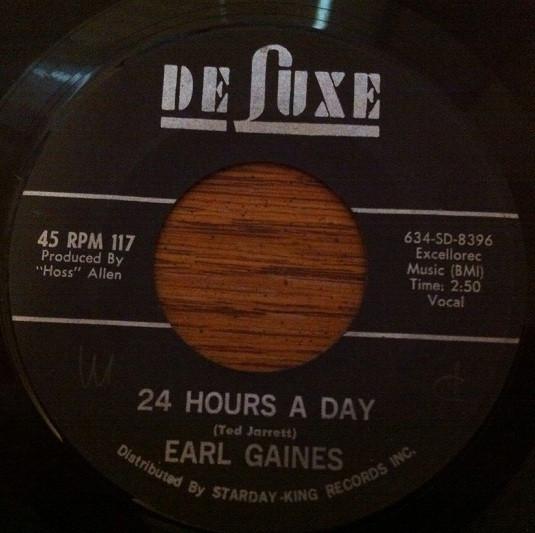 DE LUXE
45 RPM 117
Produced By
"Hoss" Allen
634-SD-8396
Excellorec
Music (BMI)
Time: 2:50
Vocal
24 HOURS A DAY
(Ted Jarrett)
EARL GAINES
Distributed By STARDAY-KING RECORDS INC.